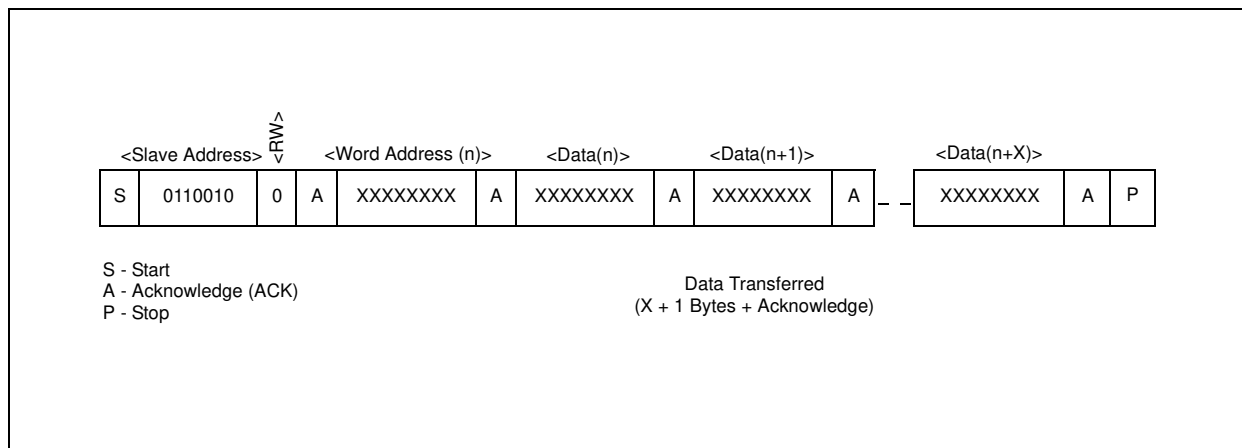 <RW>
<Slave Address> <Word Address (n)> <Data(n)> <Data(n+1)> <Data(n+X)>
S 0110010 0 A XXXXXXXX A XXXXXXXX A XXXXXXXX A XXXXXXXX A P
S - Start
A - Acknowledge (ACK)
P - Stop
Data Transferred
(X + 1 Bytes + Acknowledge)